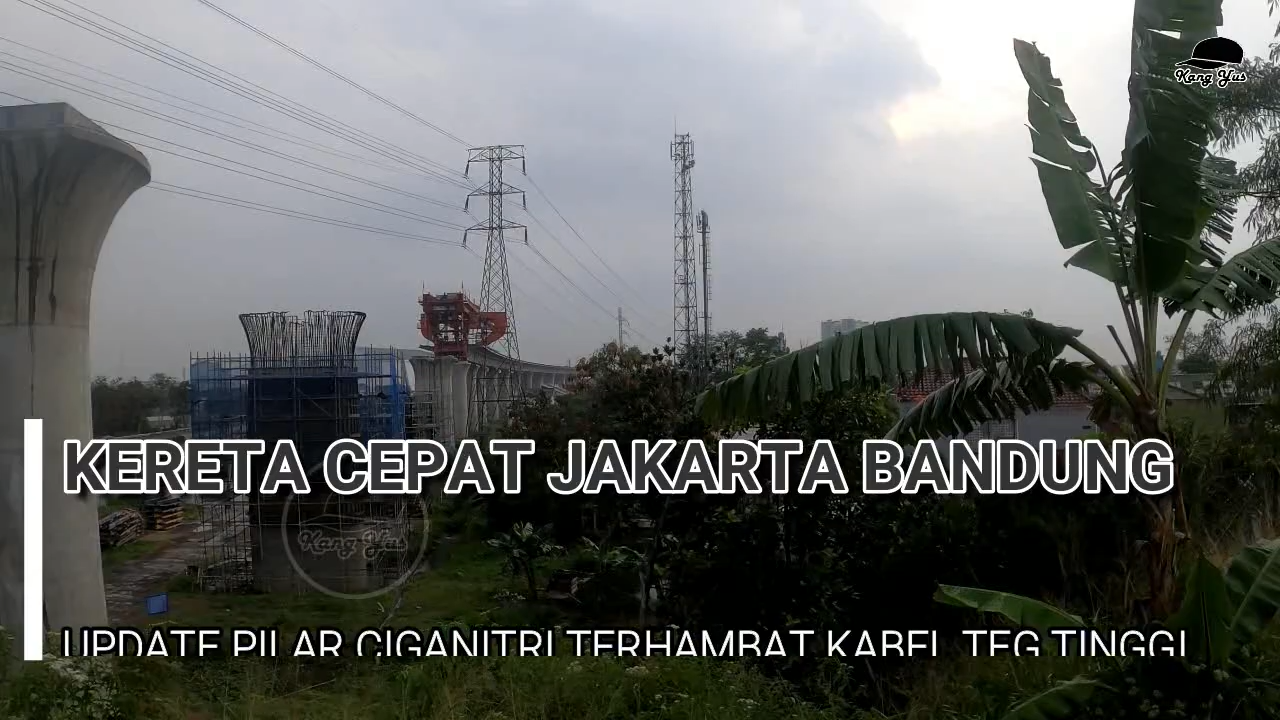 Kang Yus
KERETA CEPAT JAKARTA BANDUNG
Kang Yus
UPDATE PILAR CIGANITRI TERHAMBAT KABEL TEG TINGGI